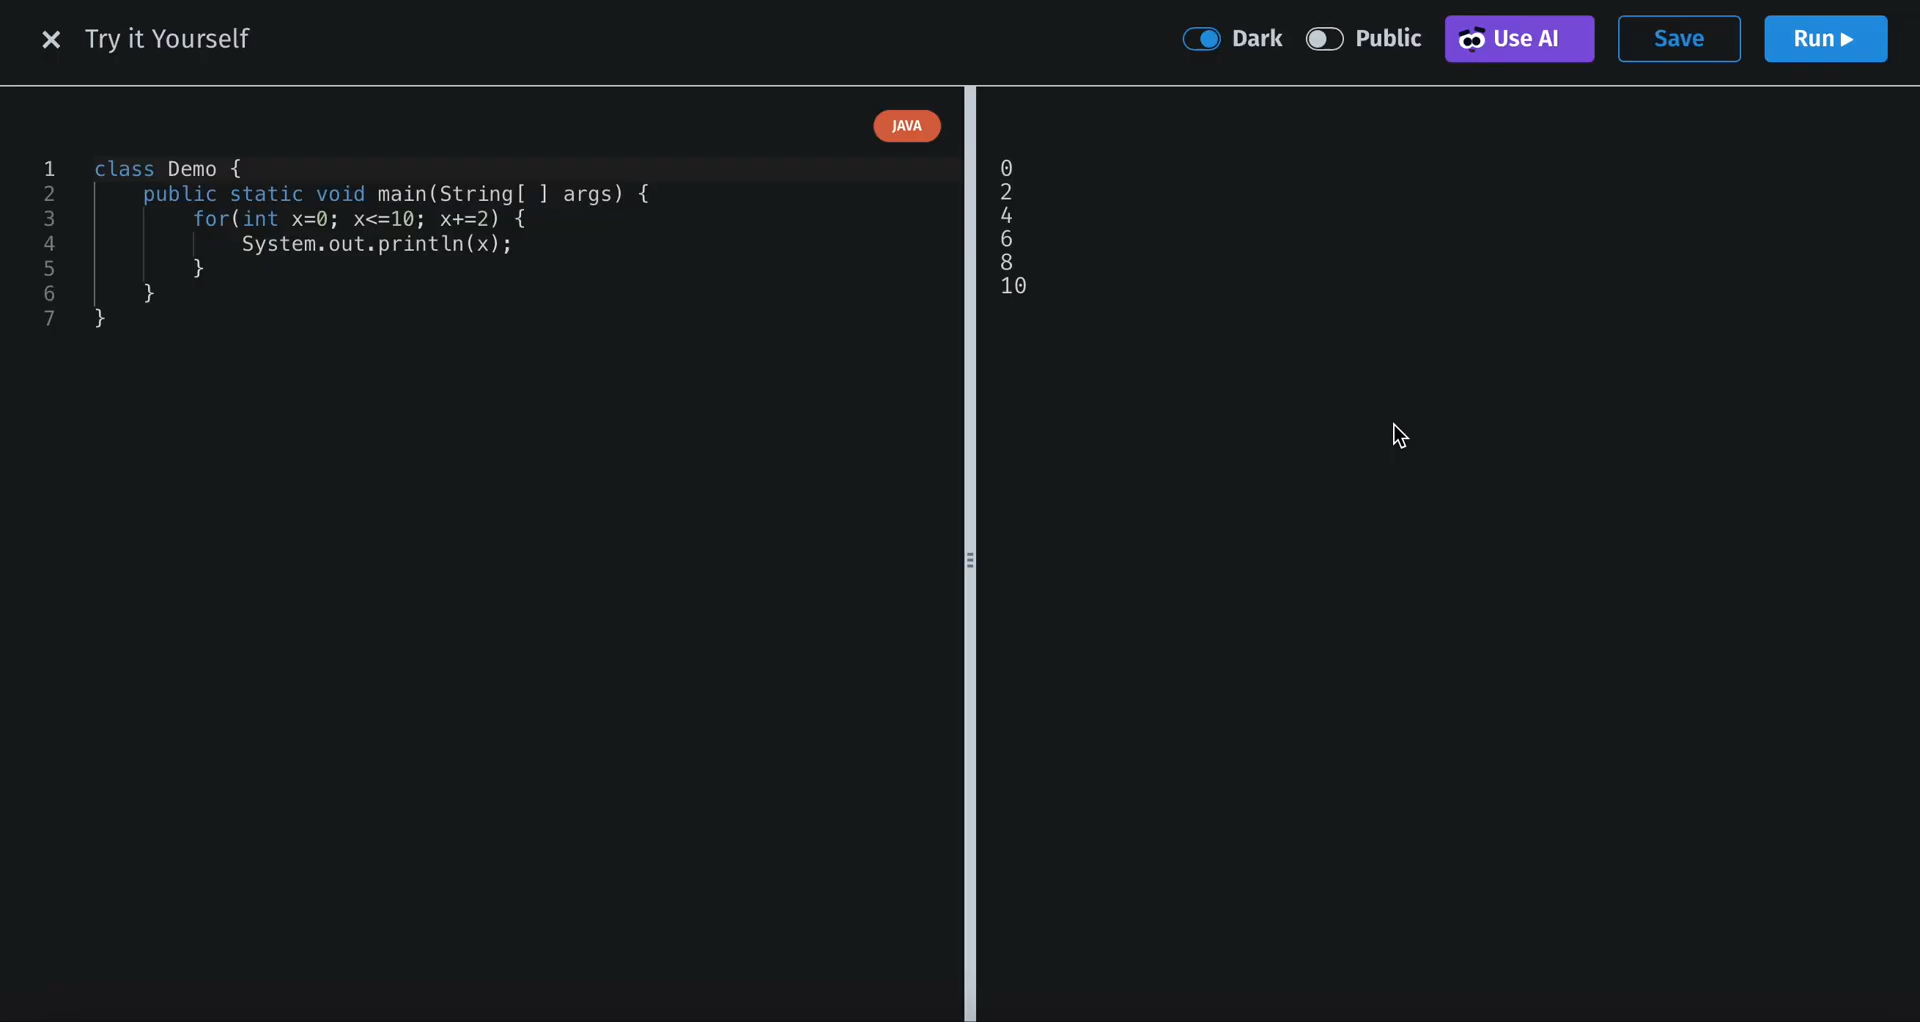 Try it Yourself
Dark
Public
Use AI
Save
Run
JAVA
1 class Demo {
2     public static void main(String[ ] args) {
3         for(int x=0; x<=10; x+=2) {
4             System.out.println(x);
5         }
6     }
7 }
0
2
4
6
8
10